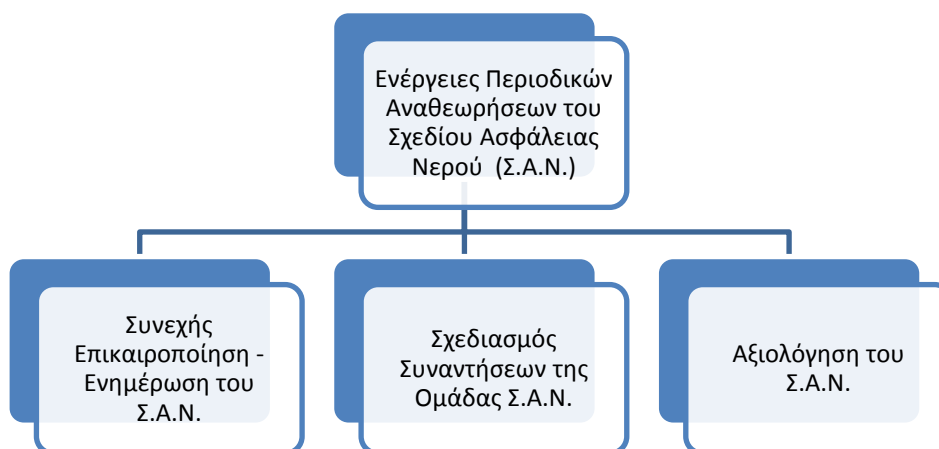 Ενέργειες Περιοδικών
Αναθεωρήσεων του
Σχεδίου Ασφάλειας
Νερού (Σ.Α.Ν.)
Συνεχής
Επικαιροποίηση -
Ενημέρωση του
Σ.Α.Ν.
Σχεδιασμός
Συναντήσεων της
Ομάδας Σ.Α.Ν.
Αξιολόγηση του
Σ.Α.Ν.